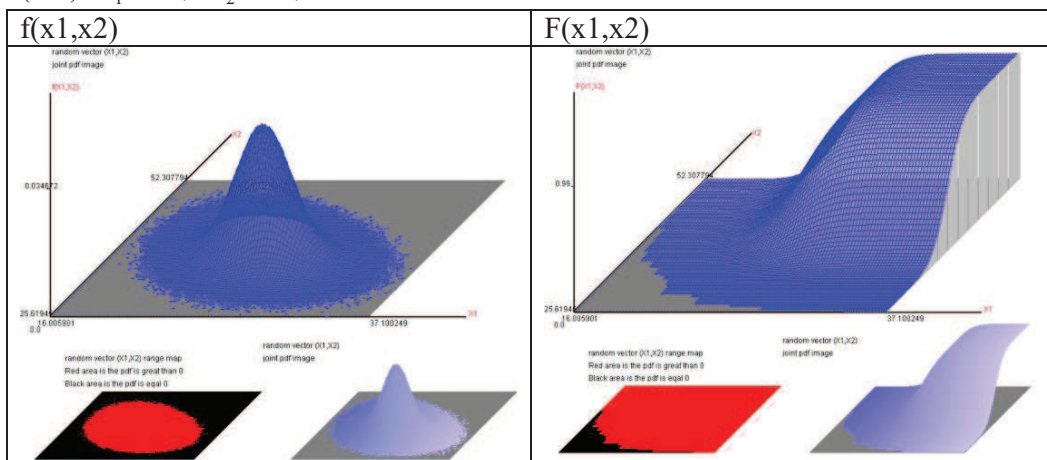 f(x1,x2)
random vector (X1,X2)
joint pdf image
f(X1,X2)
X2
52.307794
0.024672
25.61949
16.005901
0.0
37.100249
X1
random vector (X1,X2) range map
Red area is the pdf is great than 0
Black area is the pdf is eqal 0
random vector (X1,X2)
joint pdf image
F(x1,x2)
random vector (X1,X2)
joint pdf image
F(X1,X2)
X2
52.307794
0.99
16.005901
0.0
37.100249
X1
random vector (X1,X2) range map
Red area is the pdf is great than 0
Black area is the pdf is eqal 0
random vector (X1,X2)
joint pdf image